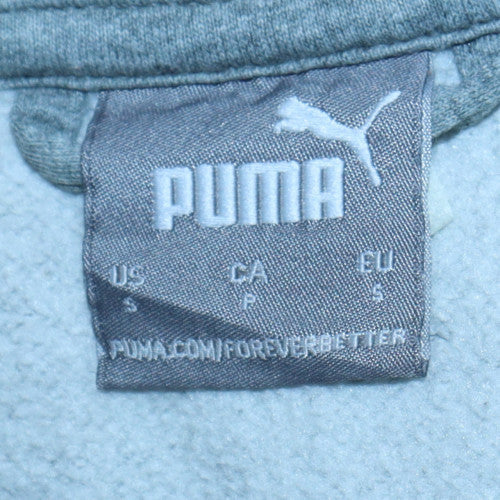 PUMA
US CA EU
S P S
PUMA.COM/FOREVERBETTER